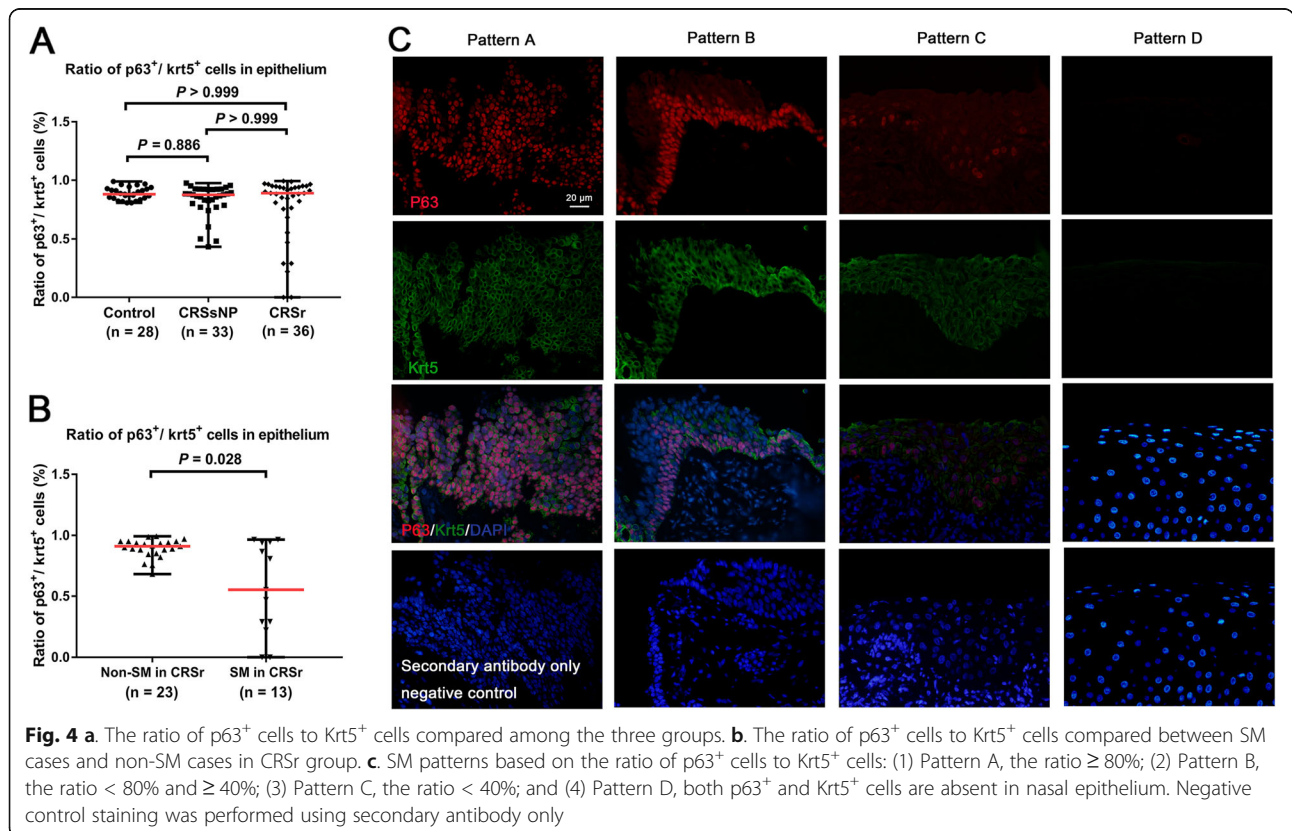 A
Ratio of p63⁺/ krt5⁺ cells in epithelium
P > 0.999
P > 0.999
P = 0.886
Ratio of p63⁺/ krt5⁺ cells (%)
1.5
1.0
0.5
0.0
Control CRSsNP CRSr
(n = 28) (n = 33) (n = 36)
B
Ratio of p63⁺/ krt5⁺ cells in epithelium
P = 0.028
Ratio of p63⁺/ krt5⁺ cells (%)
1.5
1.0
0.5
0.0
Non-SM in CRSr SM in CRSr
(n = 23) (n = 13)
C
Pattern A Pattern B Pattern C Pattern D
20 μm
P63
Krt5
P63/Krt5/DAPI
Secondary antibody only
negative control
Fig. 4 a. The ratio of p63⁺ cells to Krt5⁺ cells compared among the three groups. b. The ratio of p63⁺ cells to Krt5⁺ cells compared between SM
cases and non-SM cases in CRSr group. c. SM patterns based on the ratio of p63⁺ cells to Krt5⁺ cells: (1) Pattern A, the ratio ≥ 80%; (2) Pattern B,
the ratio < 80% and ≥ 40%; (3) Pattern C, the ratio < 40%; and (4) Pattern D, both p63⁺ and Krt5⁺ cells are absent in nasal epithelium. Negative
control staining was performed using secondary antibody only